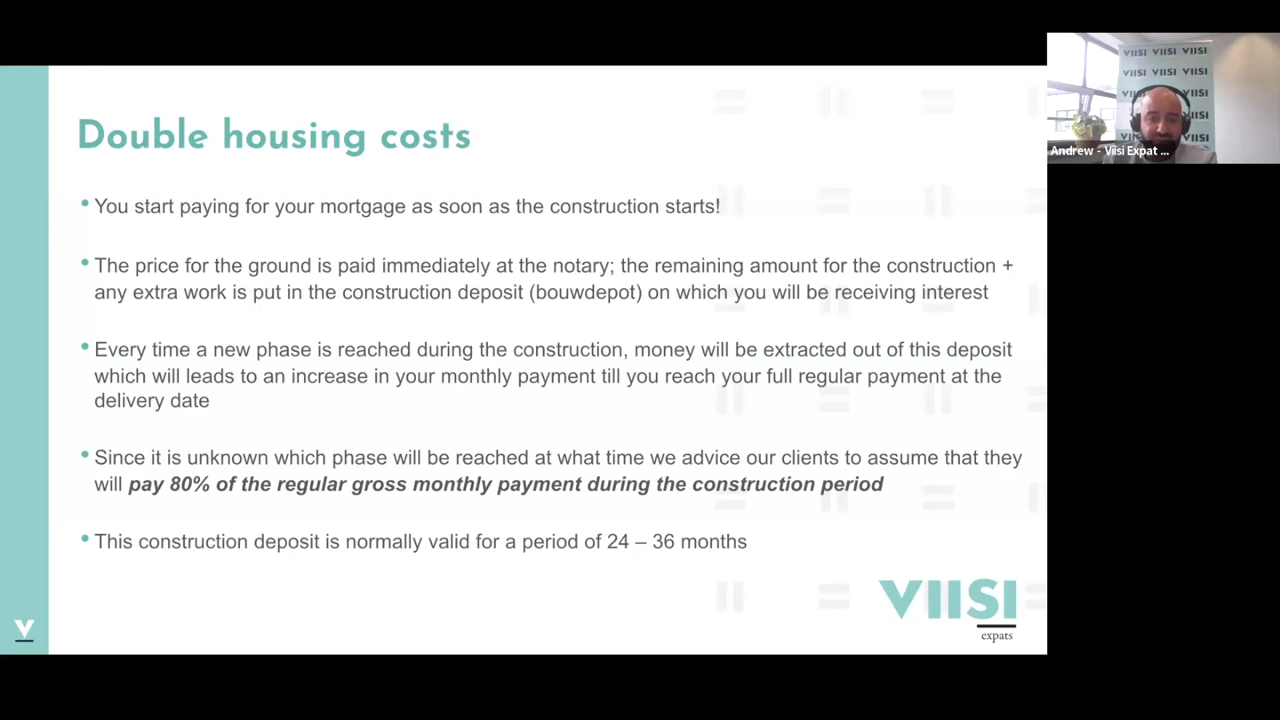 Double housing costs
• You start paying for your mortgage as soon as the construction starts!
• The price for the ground is paid immediately at the notary; the remaining amount for the construction +
any extra work is put in the construction deposit (bouwdepot) on which you will be receiving interest
• Every time a new phase is reached during the construction, money will be extracted out of this deposit
which will leads to an increase in your monthly payment till you reach your full regular payment at the
delivery date
• Since it is unknown which phase will be reached at what time we advice our clients to assume that they
will pay 80% of the regular gross monthly payment during the construction period
• This construction deposit is normally valid for a period of 24 – 36 months
V
VIISI
expats
VIISI VIISI VIISI
VIISI VIISI VIISI
Andrew - Viisi Expat ...